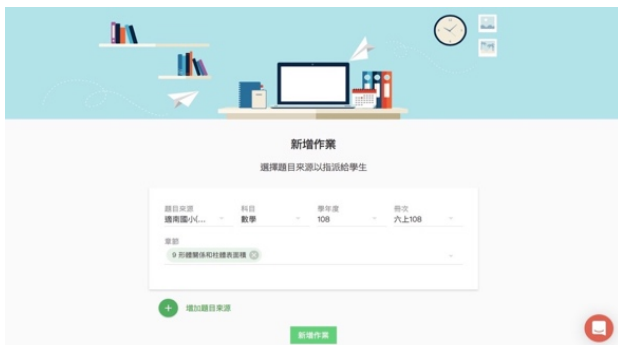 新增作業
選擇題目來源以指派給學生
題目來源 科目 學年度 冊次
適南國小(... 數學 108 六上108
章節
9 形體關係和柱體表面積
增加題目來源
新增作業